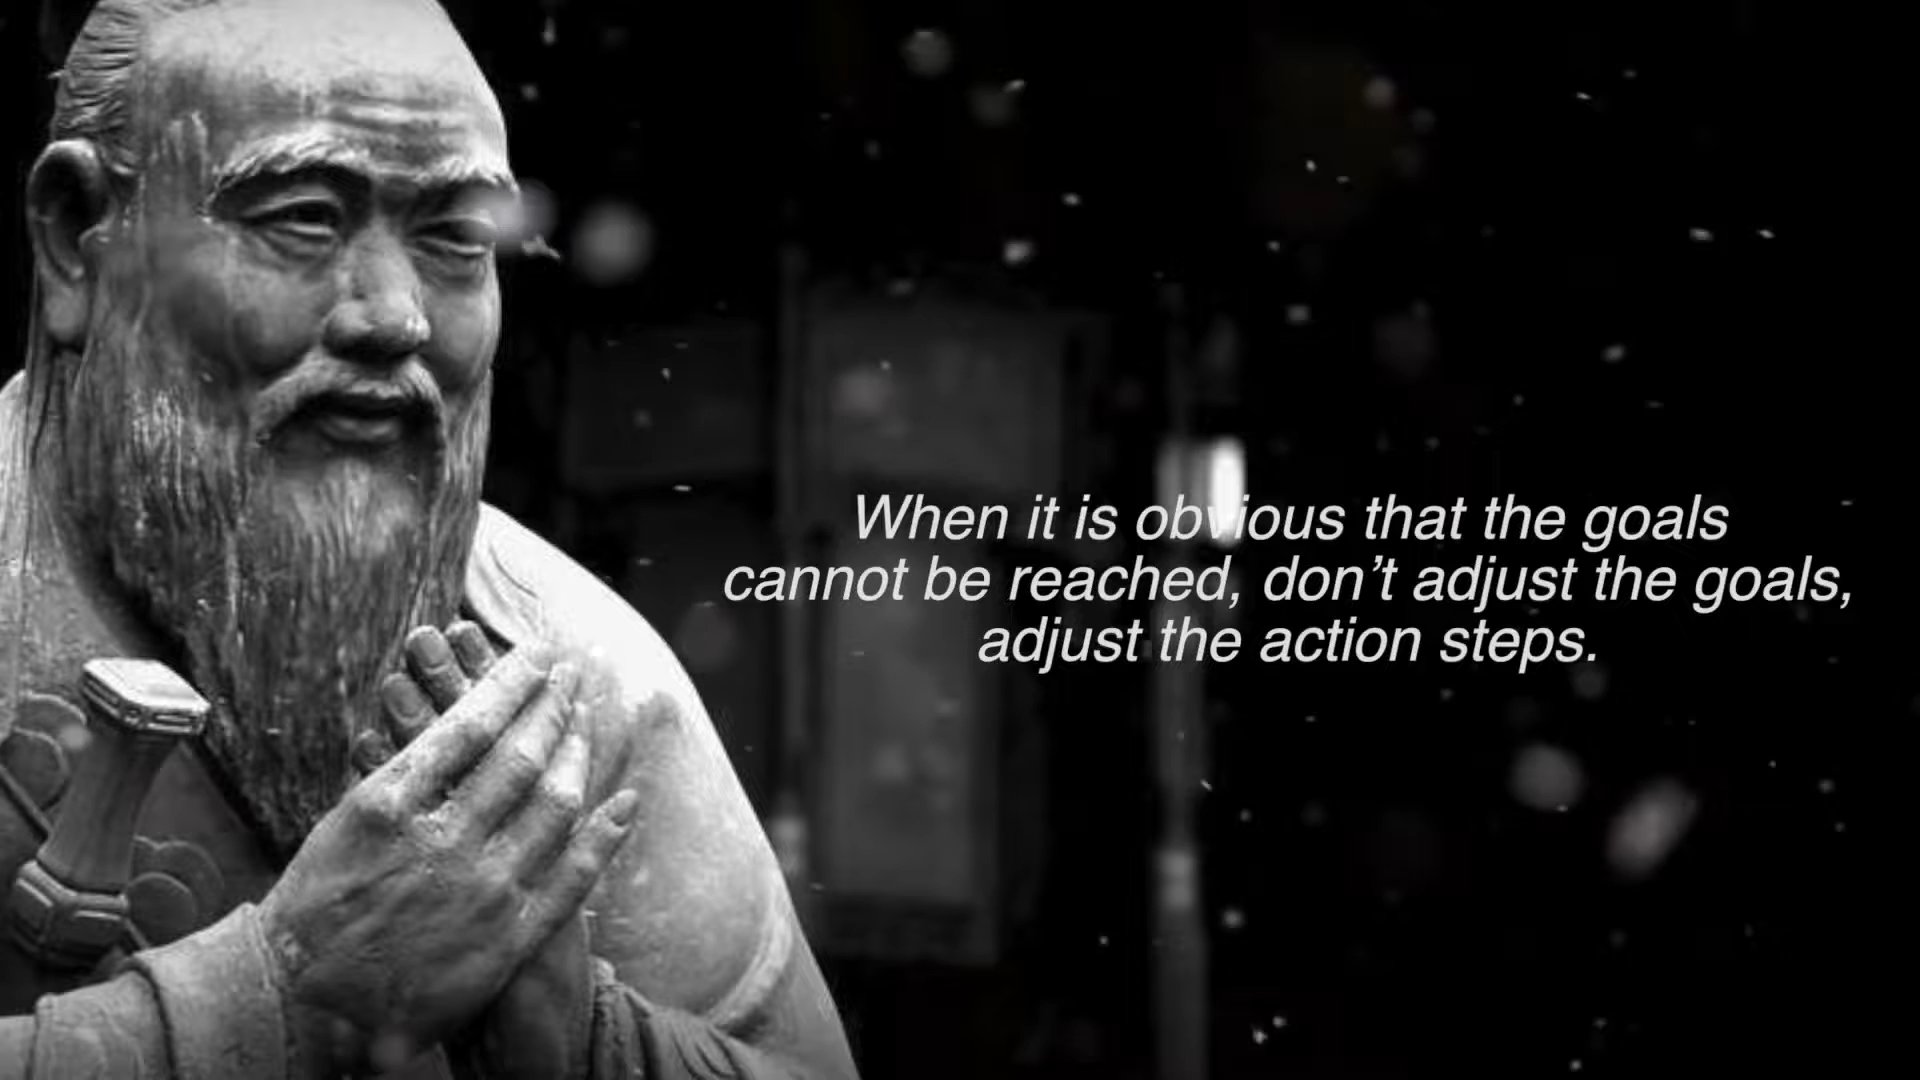 When it is obvious that the goals
cannot be reached, don’t adjust the goals,
adjust the action steps.